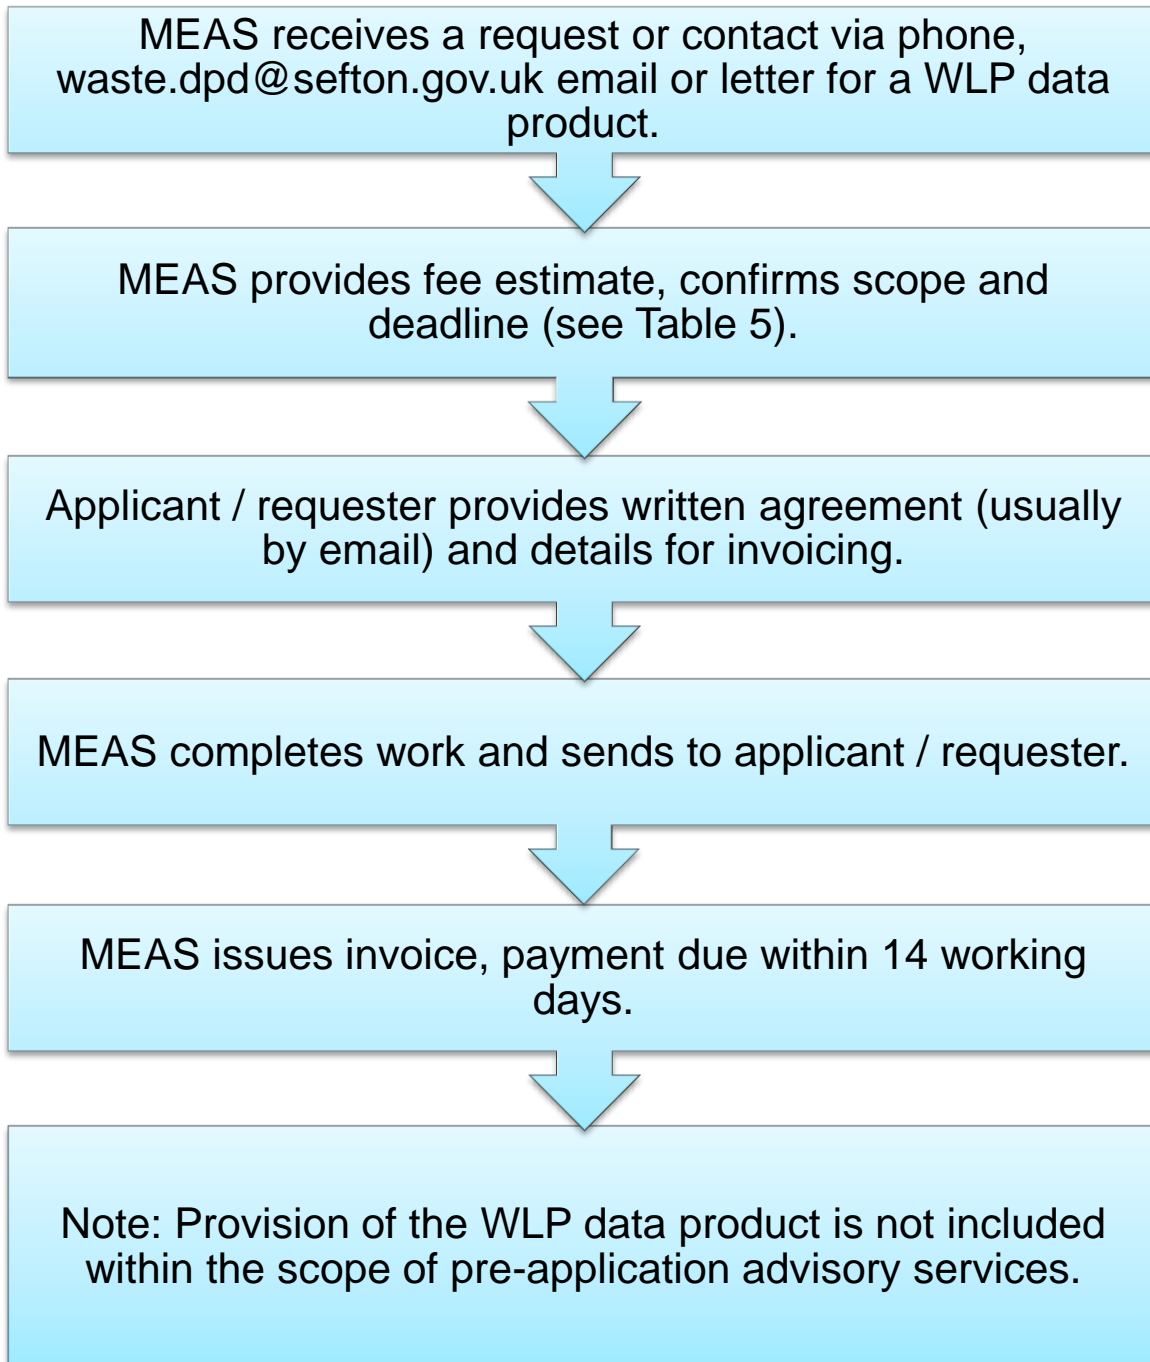 MEAS receives a request or contact via phone,
waste.dpd@sefton.gov.uk email or letter for a WLP data
product.
MEAS provides fee estimate, confirms scope and
deadline (see Table 5).
Applicant / requester provides written agreement (usually
by email) and details for invoicing.
MEAS completes work and sends to applicant / requester.
MEAS issues invoice, payment due within 14 working
days.
Note: Provision of the WLP data product is not included
within the scope of pre-application advisory services.